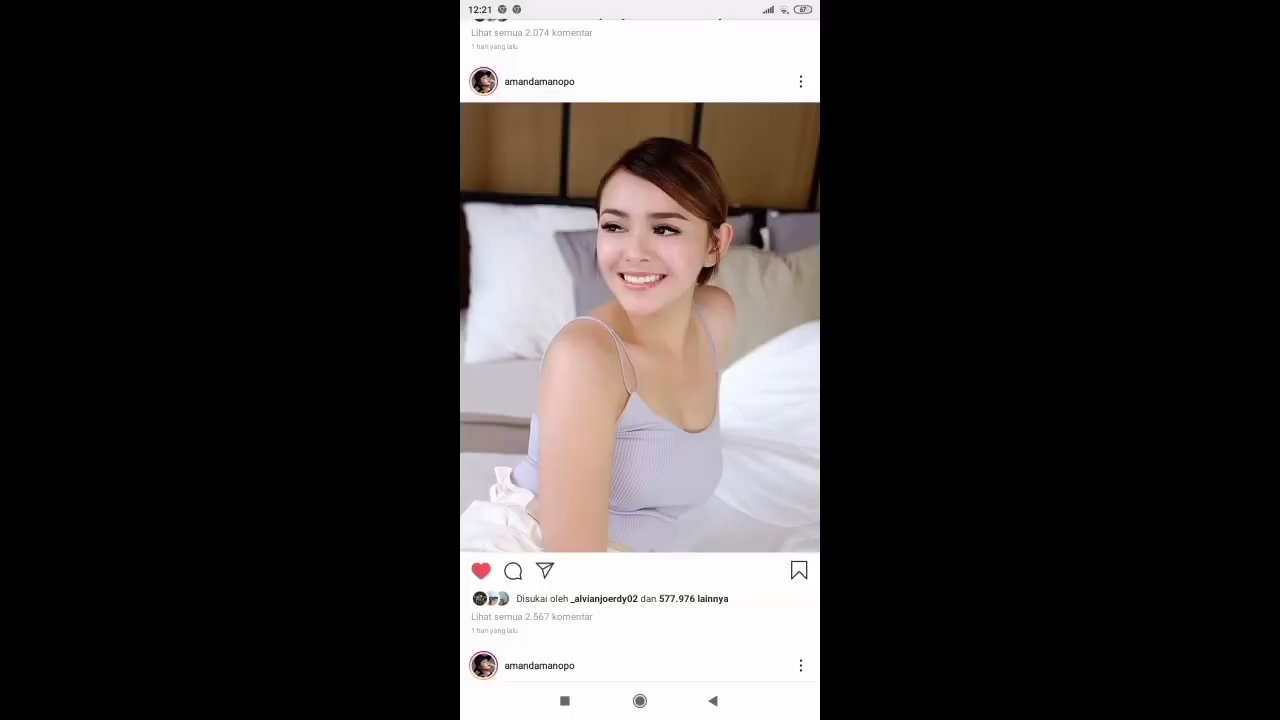 12:21
67
Lihat semua 2.074 komentar
1 hari yang lalu
amandamanopo
Disukai oleh _alvianjoerdy02 dan 577.976 lainnya
Lihat semua 2.567 komentar
1 hari yang lalu
amandamanopo